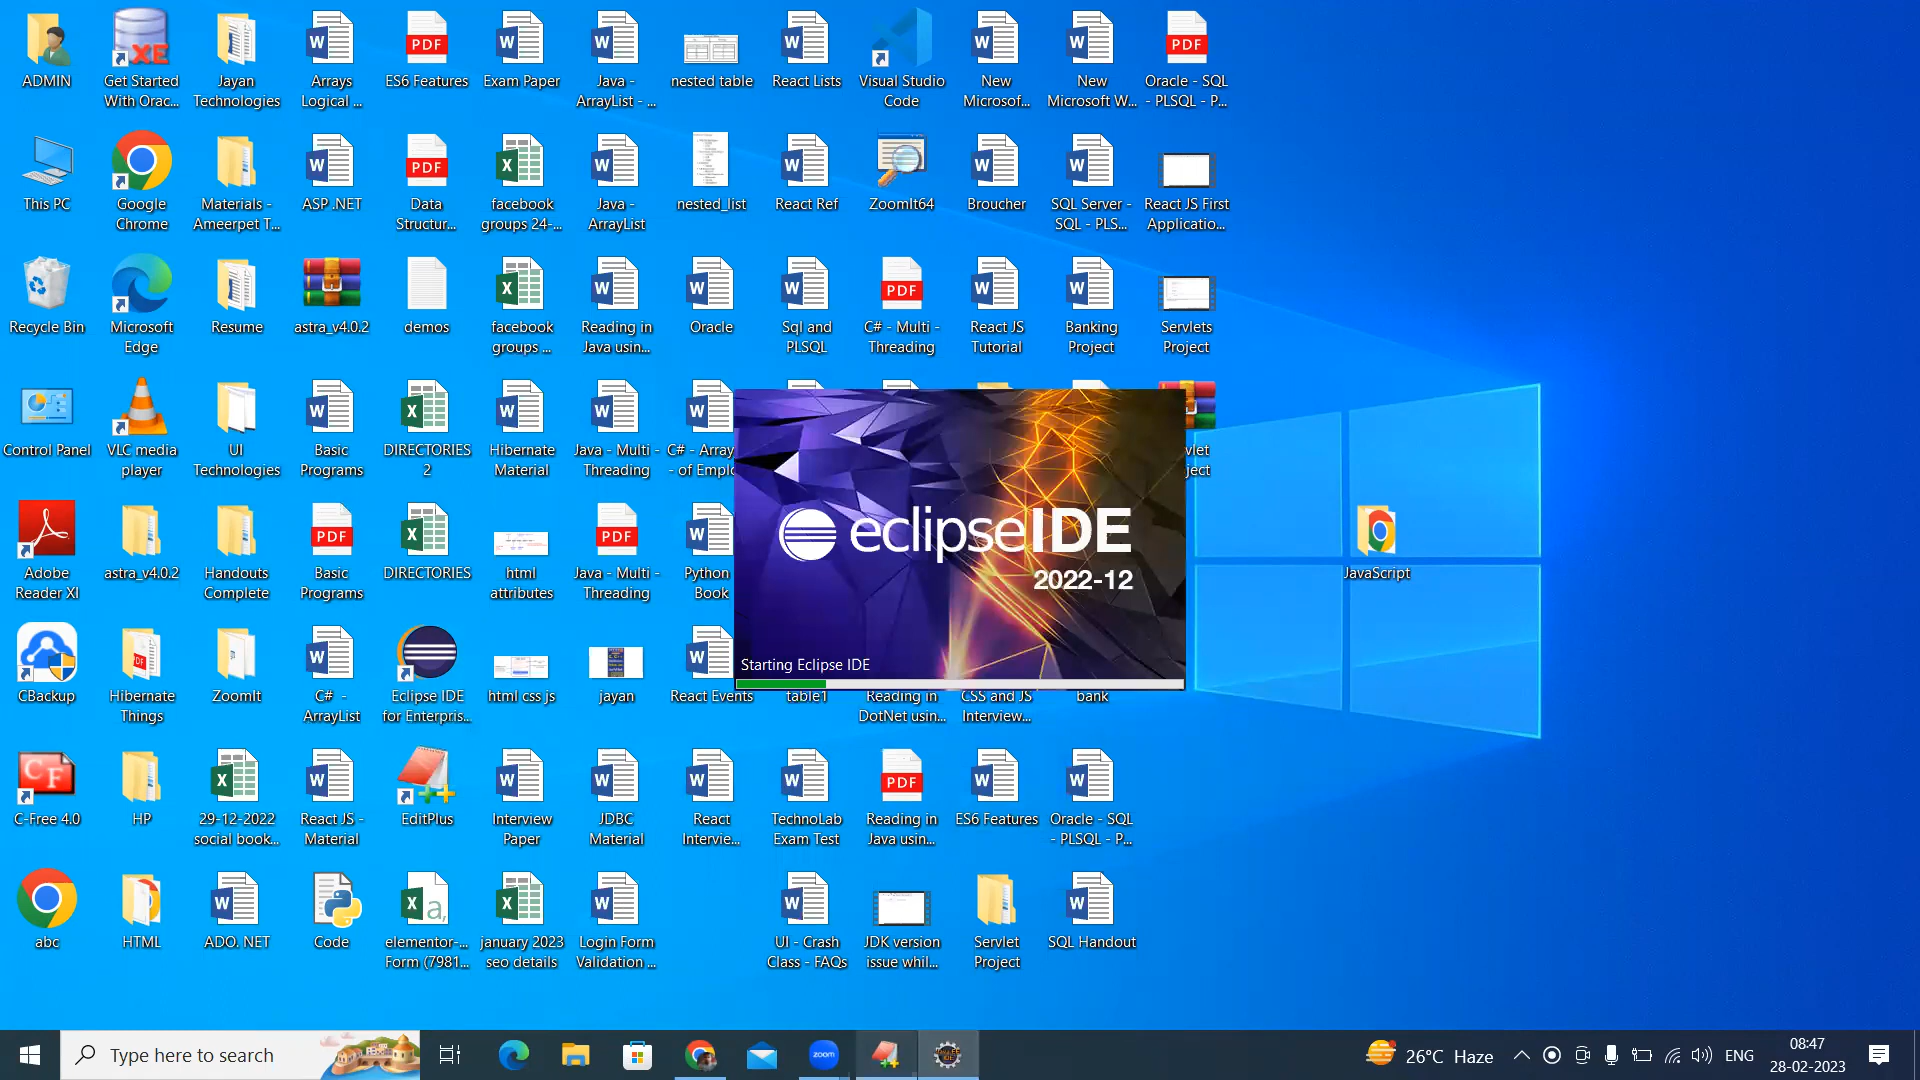 ADMIN
Get Started
With Orac...
Jayan
Technologies
Arrays
Logical ...
ES6 Features
Exam Paper
Java -
ArrayList - ...
nested table
React Lists
Visual Studio
Code
New
Microsof...
New
Microsoft W...
Oracle - SQL
- PLSQL - P...
This PC
Google
Chrome
Materials -
Ameerpet T...
ASP .NET
Data
Structur...
facebook
groups 24-...
Java -
ArrayList
nested_list
React Ref
ZoomIt64
Broucher
SQL Server -
SQL - PLS...
React JS First
Applicatio...
Recycle Bin
Microsoft
Edge
Resume
astra_v4.0.2
demos
facebook
groups ...
Reading in
Java usin...
Oracle
Sql and
PLSQL
C# - Multi -
Threading
React JS
Tutorial
Banking
Project
Servlets
Project
Control Panel
VLC media
player
UI
Technologies
Basic
Programs
DIRECTORIES
2
Hibernate
Material
Java - Multi -
Threading
C# - Array
- of Emplo
vlet
ject
eclipseIDE
2022-12
Starting Eclipse IDE
Adobe
Reader XI
astra_v4.0.2
Handouts
Complete
Basic
Programs
DIRECTORIES
html
attributes
Java - Multi -
Threading
Python
Book
JavaScript
CBackup
Hibernate
Things
ZoomIt
C# -
ArrayList
Eclipse IDE
for Enterpris...
html css js
jayan
React Events
table1
Reading in
DotNet usin...
CSS and JS
Interview...
bank
C-Free 4.0
HP
29-12-2022
social book...
React JS -
Material
EditPlus
Interview
Paper
JDBC
Material
React
Intervie...
TechnoLab
Exam Test
Reading in
Java usin...
ES6 Features
Oracle - SQL
- PLSQL - P...
abc
HTML
ADO. NET
Code
elementor-...
Form (7981...
january 2023
seo details
Login Form
Validation ...
UI - Crash
Class - FAQs
JDK version
issue whil...
Servlet
Project
SQL Handout
Type here to search
zoom
26°C Haze
ENG
08:47
28-02-2023